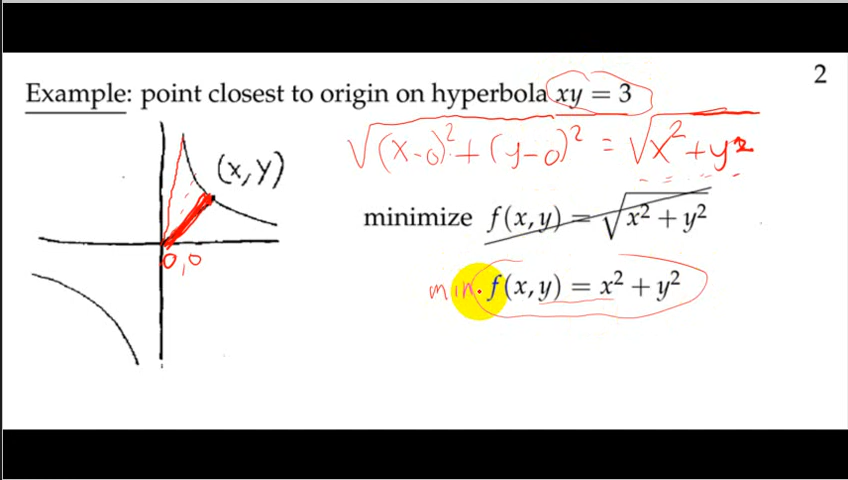 2
Example: point closest to origin on hyperbola xy = 3
√(x-0)²+(y-0)² = √x²+y²
(x,y)
minimize f(x,y) = √x² + y²
0,0
min. f(x,y) = x² + y²